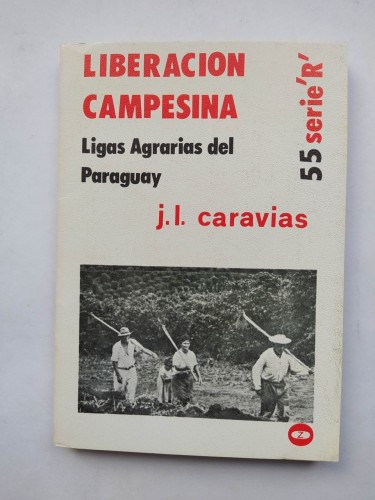 LIBERACION
CAMPESINA
Ligas Agrarias del
Paraguay
55 serie'R'
j.l. caravias
Z